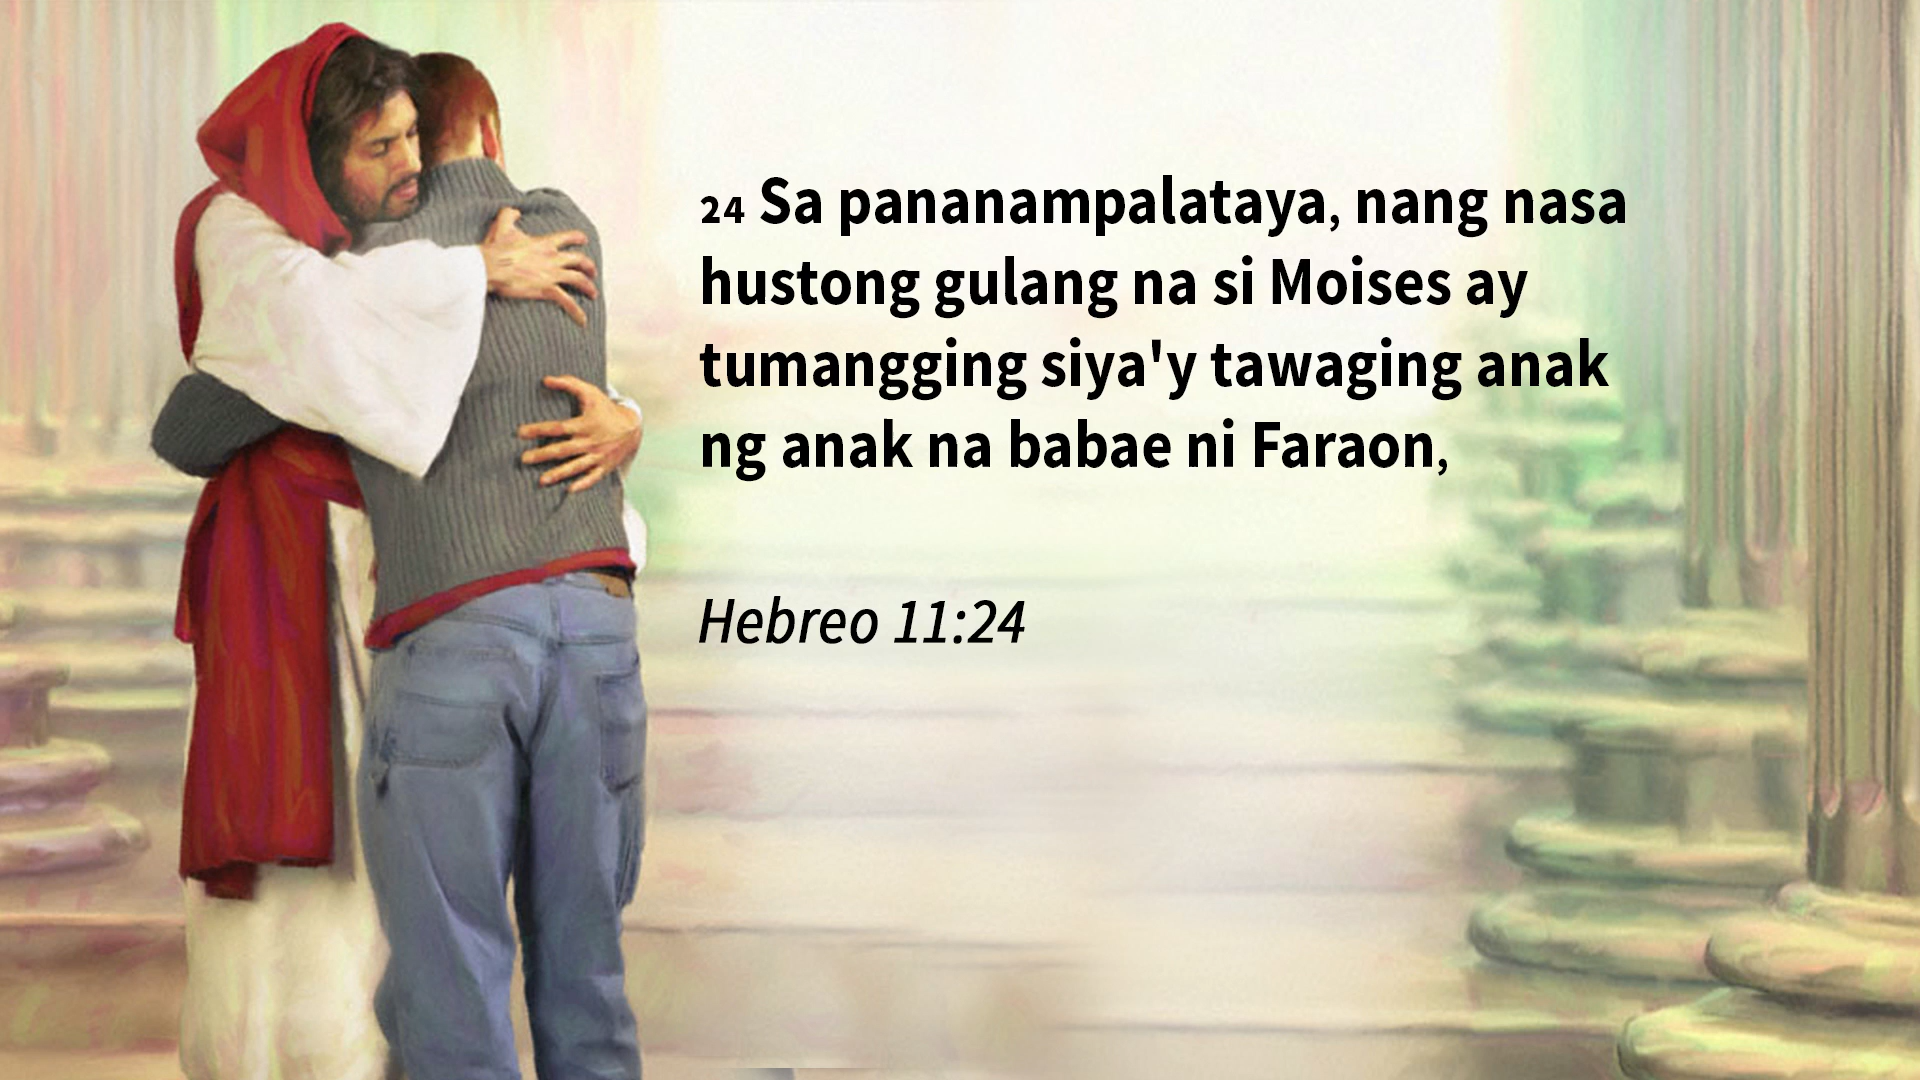 24 Sa pananampalataya, nang nasa
hustong gulang na si Moises ay
tumangging siya'y tawaging anak
ng anak na babae ni Faraon,
Hebreo 11:24